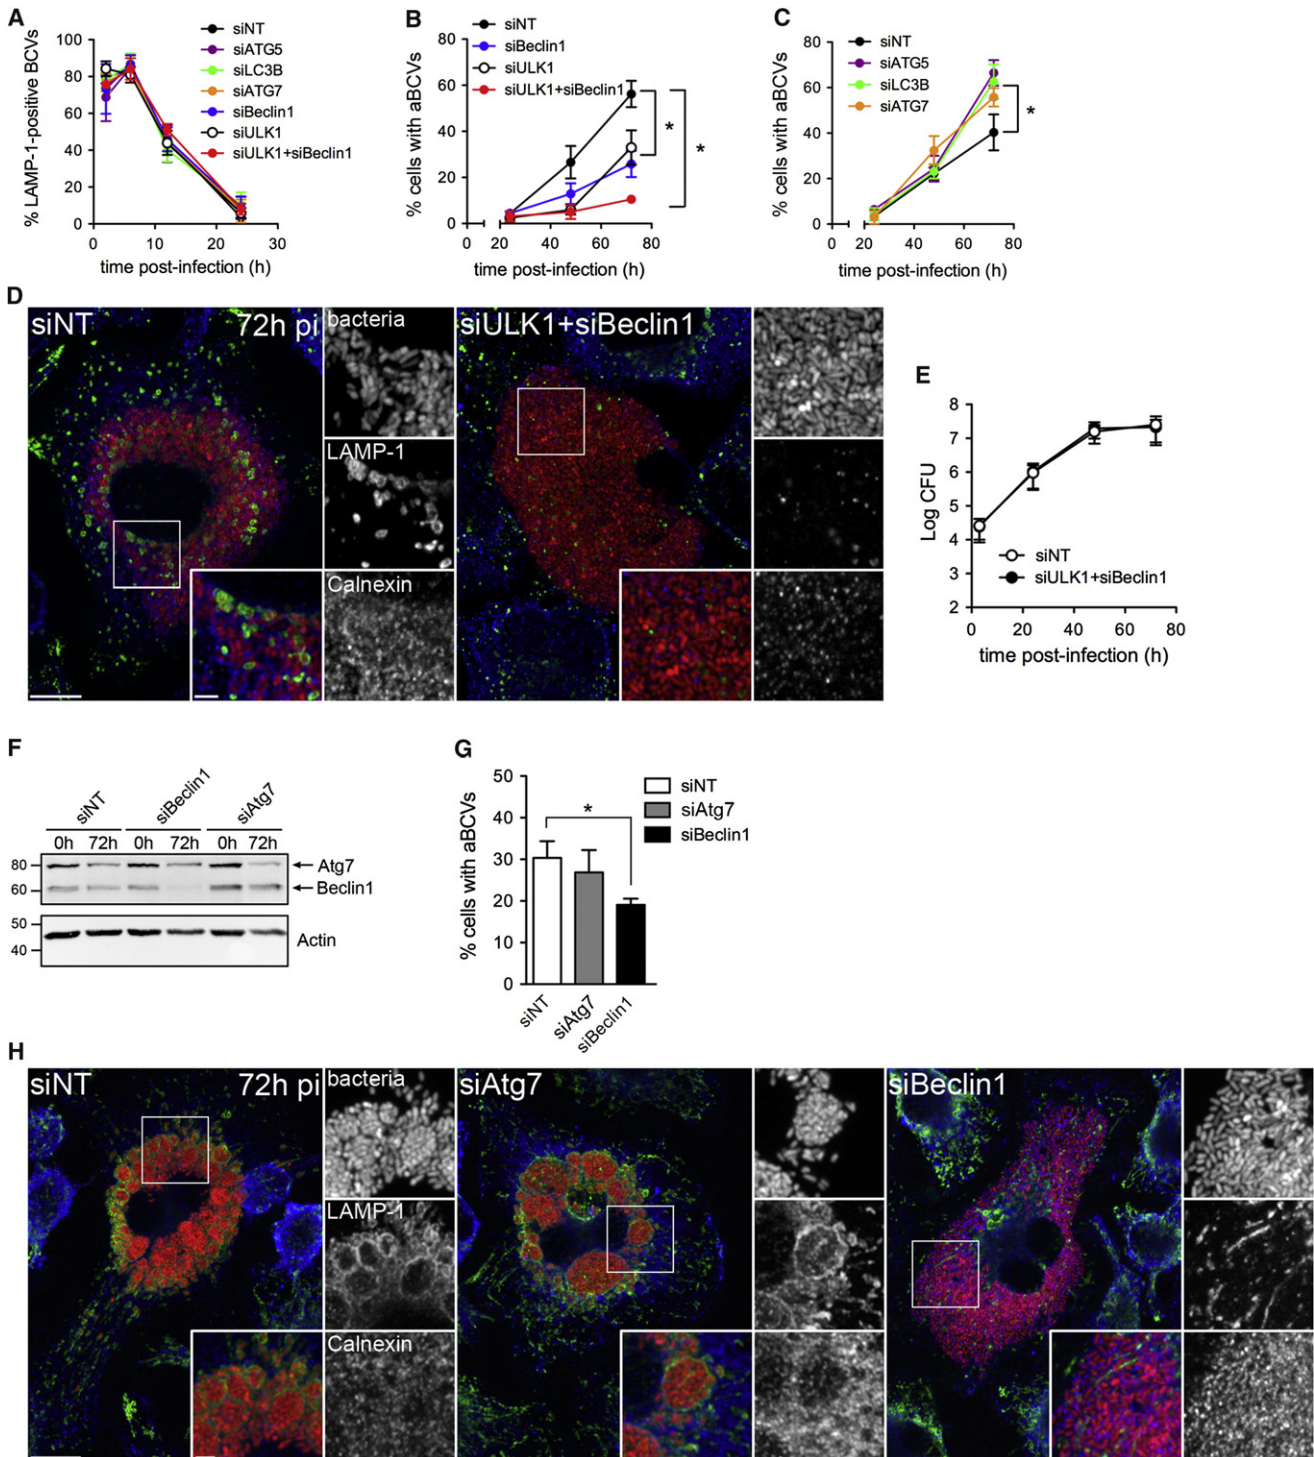 A
% LAMP-1-positive BCVs
100
80
60
40
20
0
0 10 20 30
time post-infection (h)
siNT
siATG5
siLC3B
siATG7
siBeclin1
siULK1
siULK1+siBeclin1
B
% cells with aBCVs
80
60
40
20
0
0 20 40 60 80
time post-infection (h)
siNT
siBeclin1
siULK1
siULK1+siBeclin1
*
*
C
% cells with aBCVs
80
60
40
20
0
0 20 40 60 80
time post-infection (h)
siNT
siATG5
siLC3B
siATG7
*
D
siNT 72h pi
bacteria
LAMP-1
Calnexin
siULK1+siBeclin1
E
Log CFU
8
7
6
5
4
3
2
0 20 40 60 80
time post-infection (h)
siNT
siULK1+siBeclin1
F
siNT siBeclin1 siAtg7
0h 72h 0h 72h 0h 72h
80
60
Atg7
Beclin1
50
40
Actin
G
% cells with aBCVs
50
40
30
20
10
0
*
siNT
siAtg7
siBeclin1
siNT siAtg7 siBeclin1
H
siNT 72h pi
bacteria
LAMP-1
Calnexin
siAtg7
siBeclin1